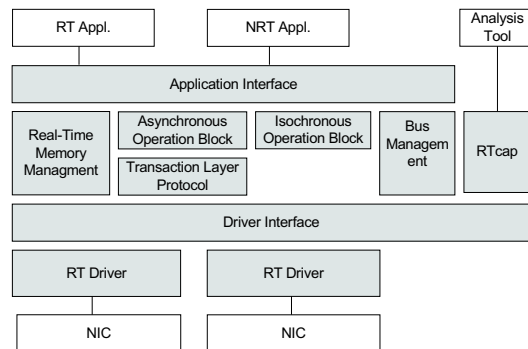 RT Appl.
NRT Appl.
Analysis
Tool
Application Interface
Real-Time
Memory
Managment
Asynchronous
Operation Block
Transaction Layer
Protocol
Isochronous
Operation Block
Bus
Managem
ent
RTcap
Driver Interface
RT Driver
RT Driver
NIC
NIC